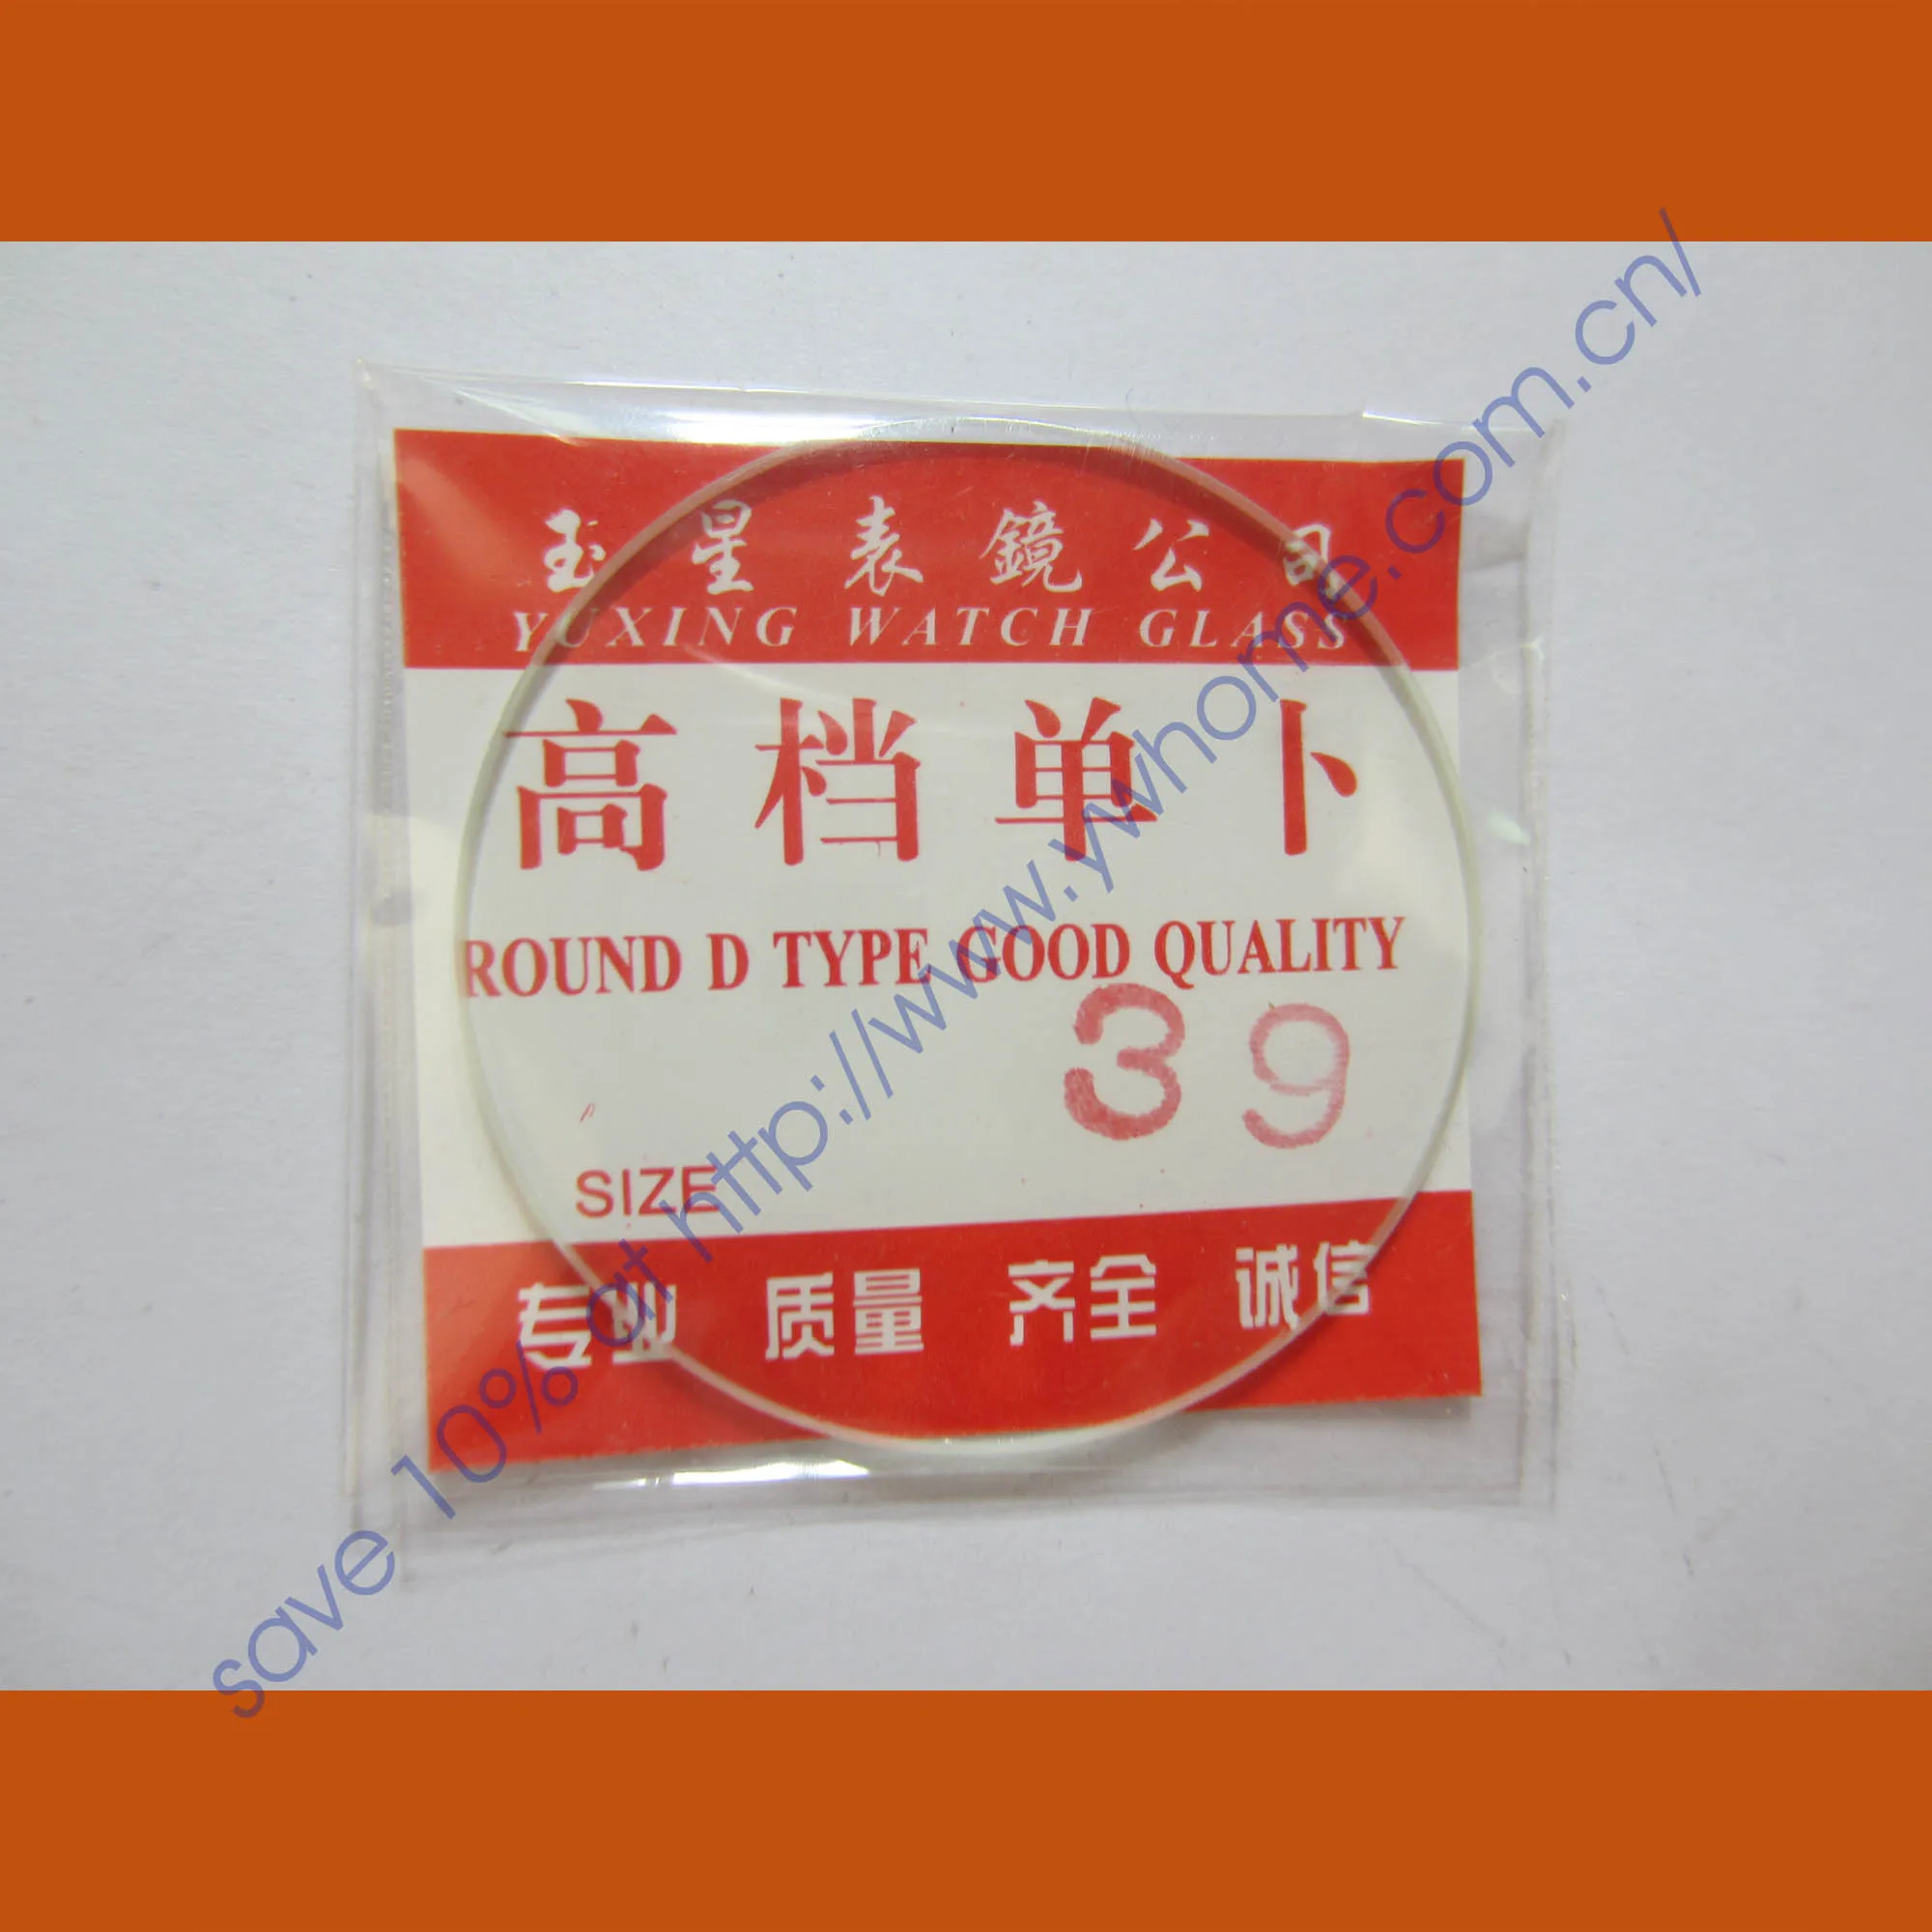 玉星表鏡公司
YUXING WATCH GLASS
高档单卜
ROUND D TYPE GOOD QUALITY
39
SIZE
专业 质量 齐全 诚信
save 10% at http://www.ywhome.com.cn/